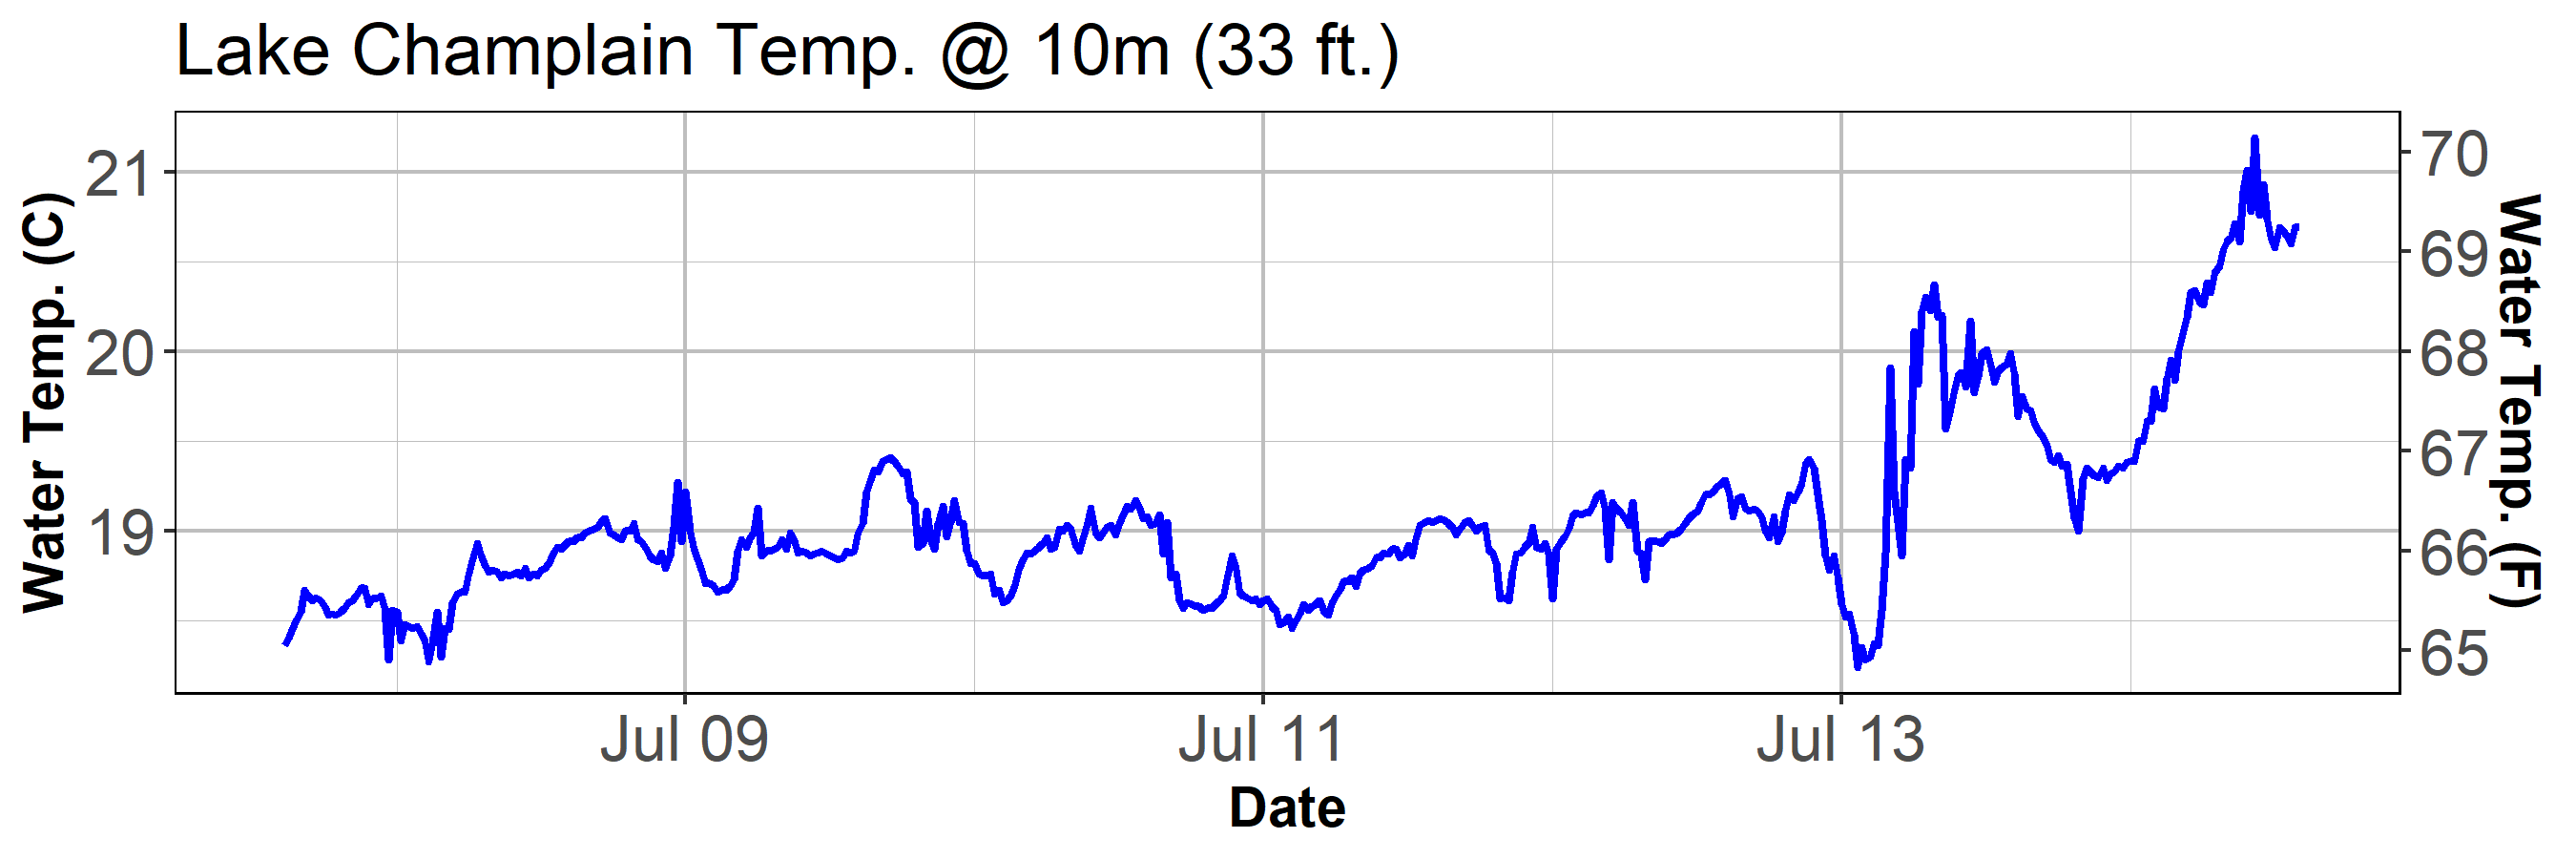 Lake Champlain Temp. @ 10m (33 ft.)
Water Temp. (C)
21
20
19
70
69
68
67
66
65
Water Temp. (F)
Jul 09
Jul 11
Jul 13
Date